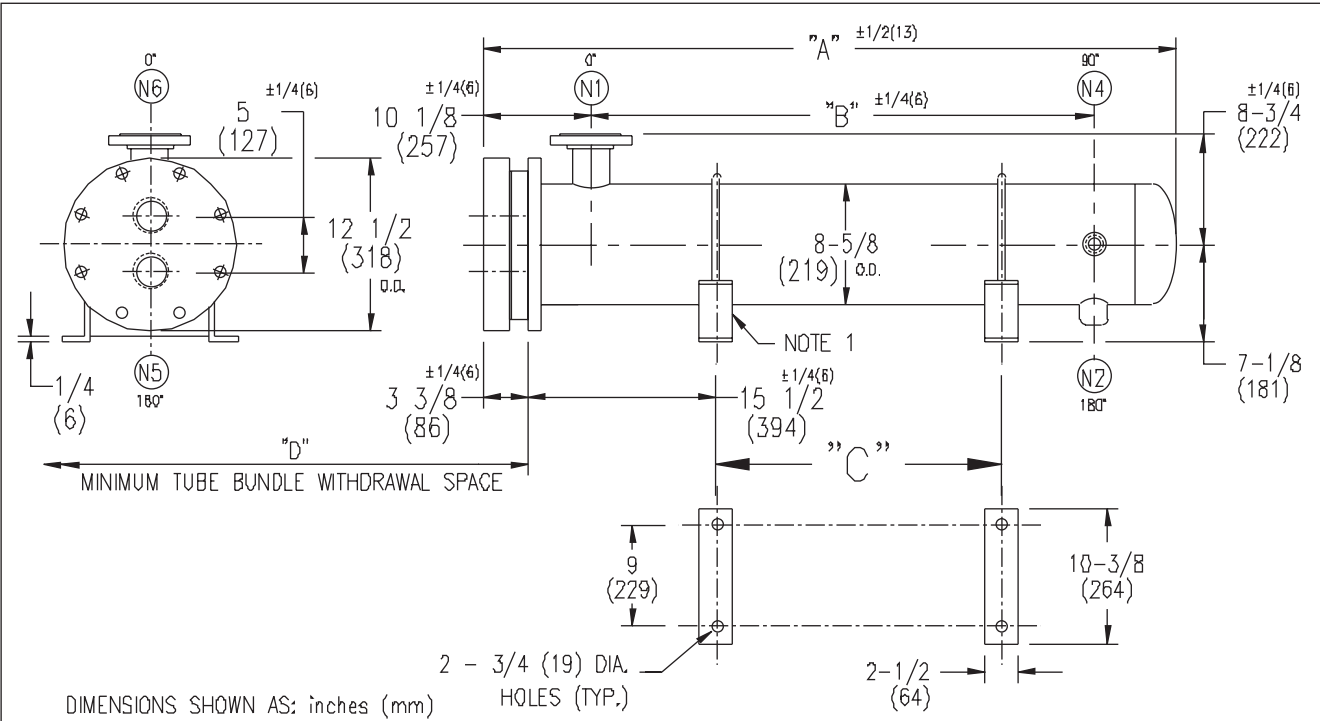 "A" ±1/2(13)
0°
N6
±1/4(6)
5
(127)
±1/4(6)
10 1/8
(257)
0°
N1
"B" ±1/4(6)
90°
N4
±1/4(6)
8-3/4
(222)
12 1/2
(318)
O.D.
8-5/8
(219) O.D.
NOTE 1
1/4
(6)
N5
180°
±1/4(6)
3 3/8
(86)
±1/4(6)
15 1/2
(394)
N2
180°
7-1/8
(181)
"D"
MINIMUM TUBE BUNDLE WITHDRAWAL SPACE
"C"
9
(229)
10-3/8
(264)
2 - 3/4 (19) DIA.
HOLES (TYP.)
2-1/2
(64)
DIMENSIONS SHOWN AS: inches (mm)